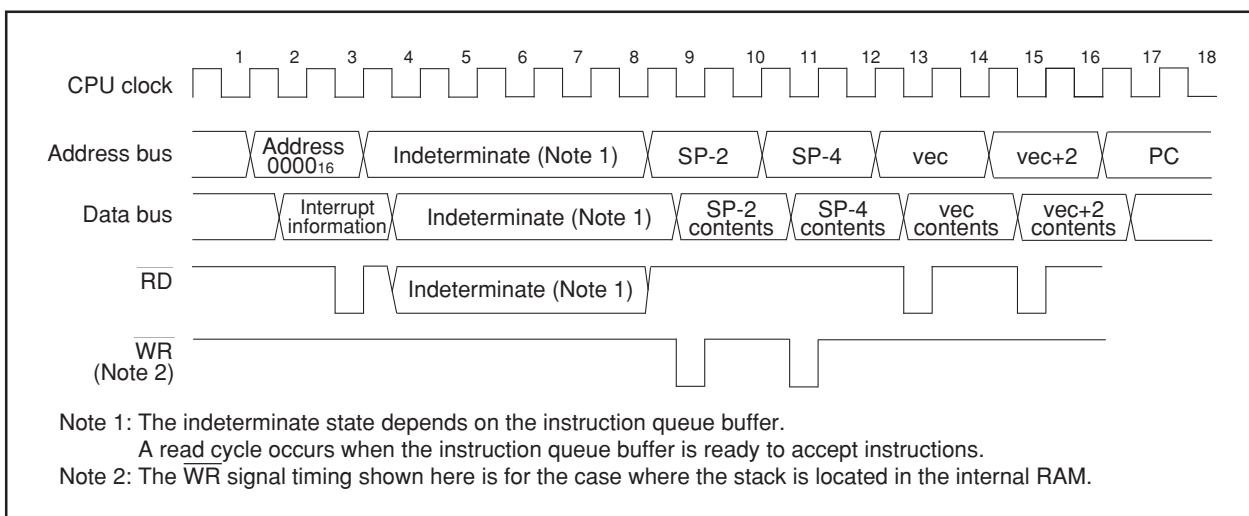 1 2 3 4 5 6 7 8 9 10 11 12 13 14 15 16 17 18
CPU clock
Address bus
Address
0000₁₆
Indeterminate (Note 1)
SP-2
SP-4
vec
vec+2
PC
Data bus
Interrupt
information
Indeterminate (Note 1)
SP-2
contents
SP-4
contents
vec
contents
vec+2
contents
RD
Indeterminate (Note 1)
WR
(Note 2)
Note 1: The indeterminate state depends on the instruction queue buffer.
A read cycle occurs when the instruction queue buffer is ready to accept instructions.
Note 2: The WR signal timing shown here is for the case where the stack is located in the internal RAM.